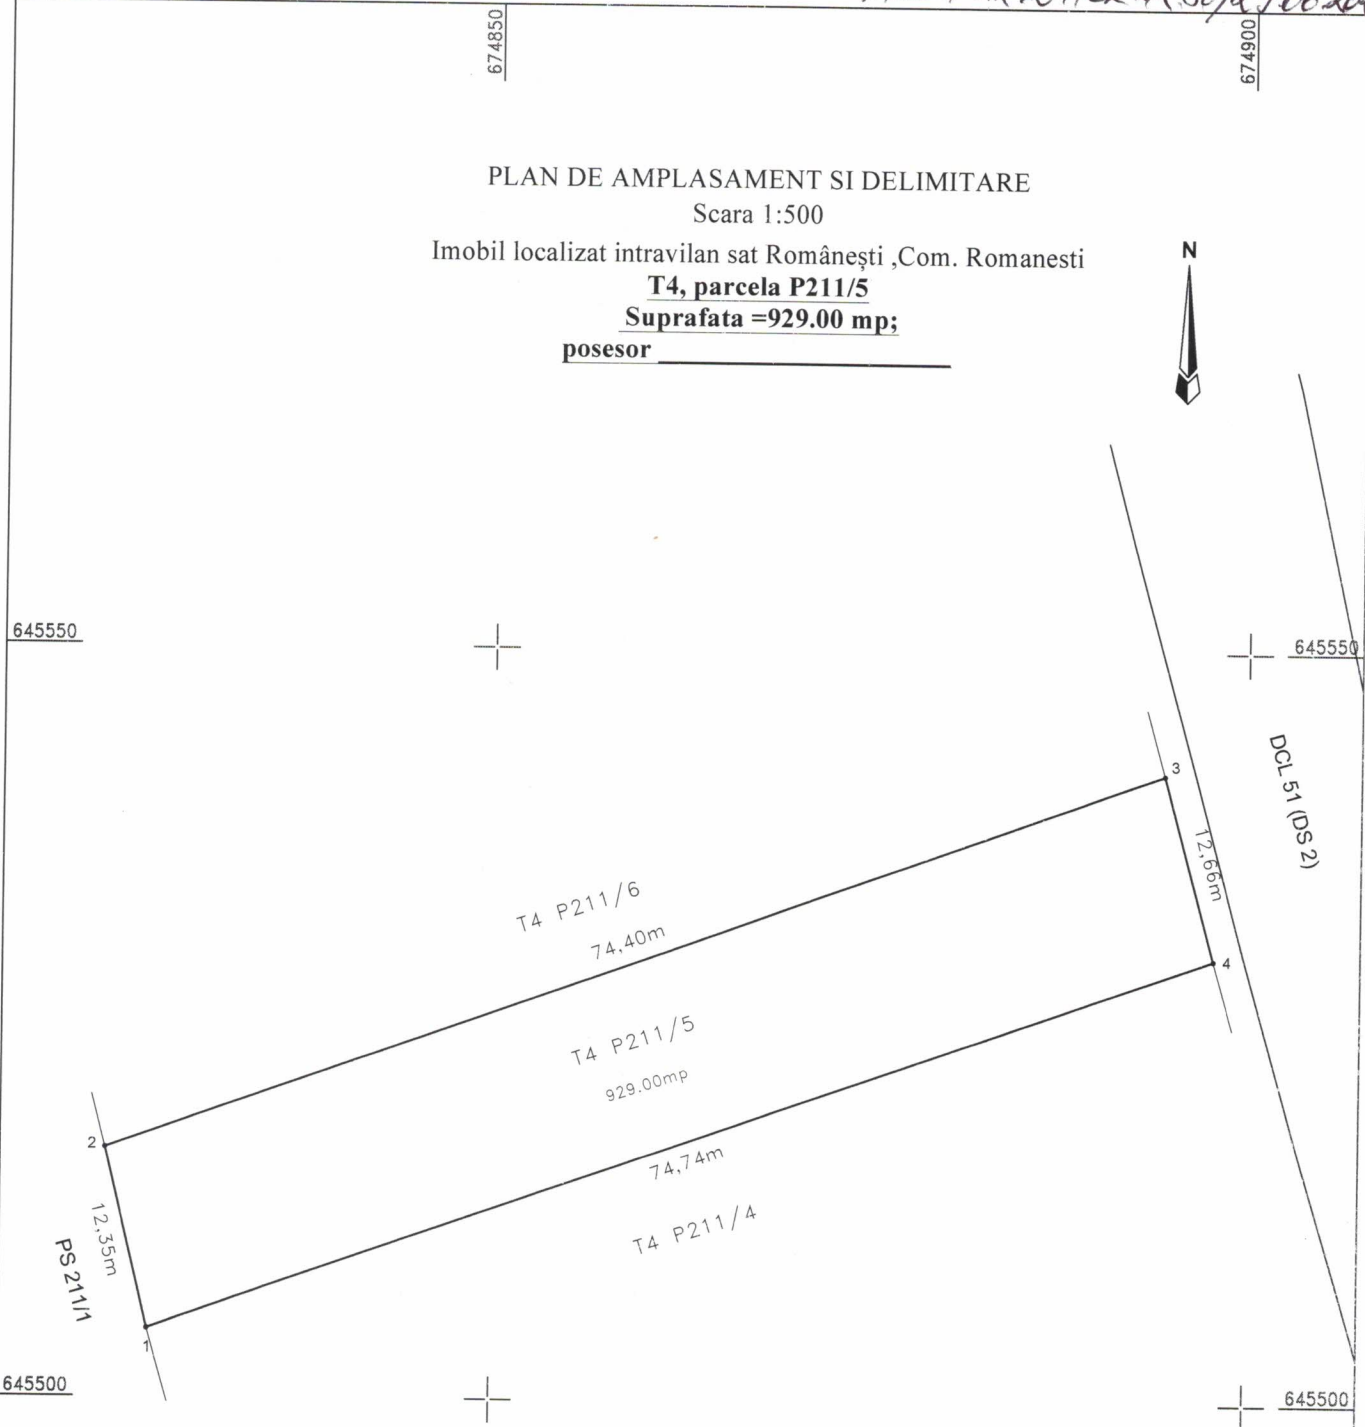 674850
674900
PLAN DE AMPLASAMENT SI DELIMITARE
Scara 1:500
Imobil localizat intravilan sat Românești ,Com. Romanesti
T4, parcela P211/5
Suprafata =929.00 mp;
posesor
N
645550
645550
DCL 51 (DS 2)
3
12,66m
4
T4 P211/6
74,40m
T4 P211/5
929.00mp
2
12,35m
PS 211/1
1
74,74m
T4 P211/4
645500
645500